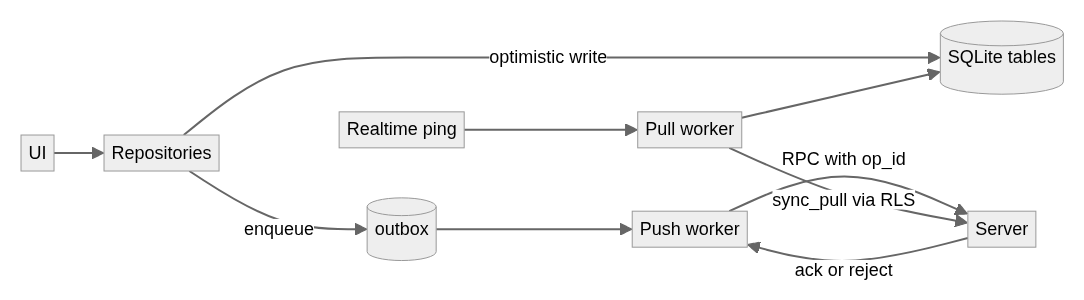 optimistic write
SQLite tables
Realtime ping
Pull worker
UI
Repositories
RPC with op_id
sync_pull via RLS
enqueue
outbox
Push worker
Server
ack or reject